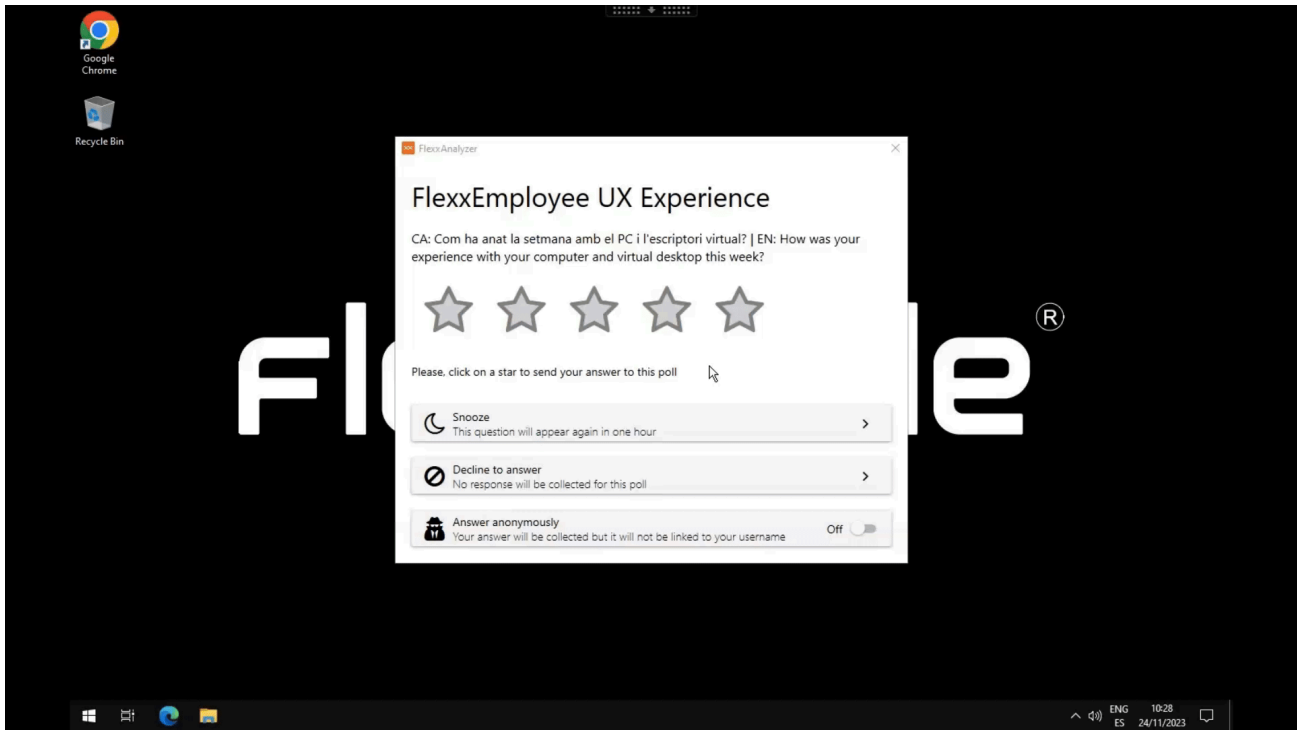 Google
Chrome
Recycle Bin
FlexxAnalyzer
FlexxEmployee UX Experience
CA: Com ha anat la setmana amb el PC i l'escriptori virtual? | EN: How was your
experience with your computer and virtual desktop this week?
®
Please, click on a star to send your answer to this poll
Snooze
This question will appear again in one hour
Decline to answer
No response will be collected for this poll
Answer anonymously
Your answer will be collected but it will not be linked to your username
Off
ENG
ES
10:28
24/11/2023